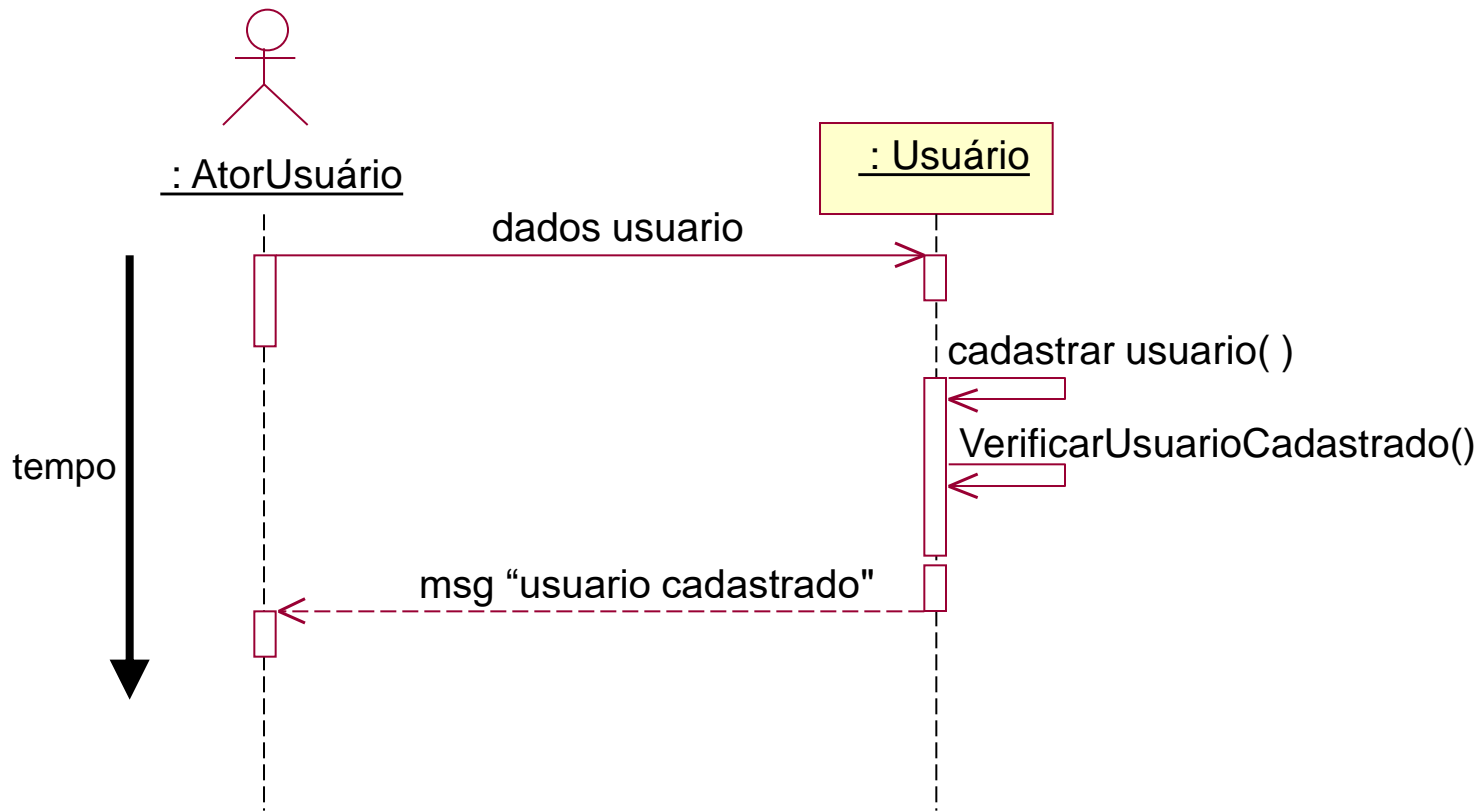 : AtorUsuário
: Usuário
dados usuario
cadastrar usuario( )
VerificarUsuarioCadastrado()
tempo
msg “usuario cadastrado"